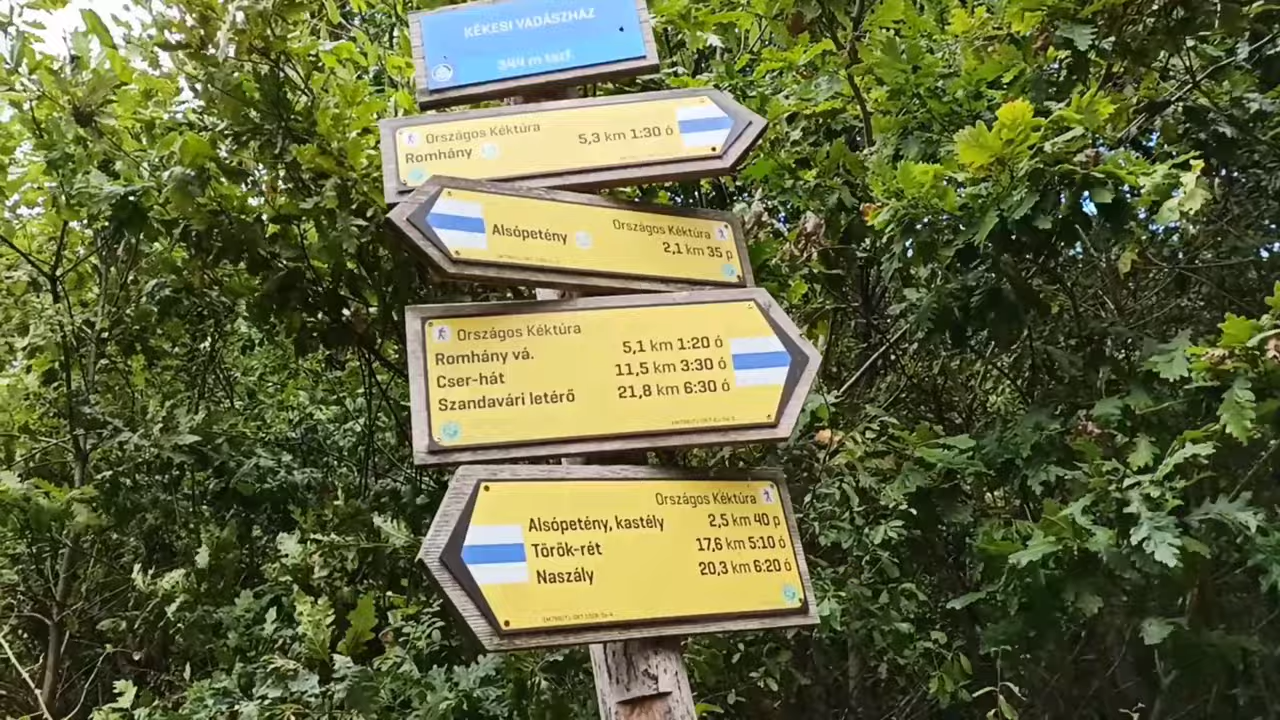 KÉKESI VADÁSZHÁZ
344 m tszf.
Országos Kéktúra
Romhány 5,3 km 1:30 ó
Országos Kéktúra
Alsópetény 2,1 km 35 p
Országos Kéktúra
Romhány vá. 5,1 km 1:20 ó
Cser-hát 11,5 km 3:30 ó
Szandavári letérő 21,8 km 6:30 ó
Országos Kéktúra
Alsópetény, kastély 2,5 km 40 p
Török-rét 17,6 km 5:10 ó
Naszály 20,3 km 6:20 ó